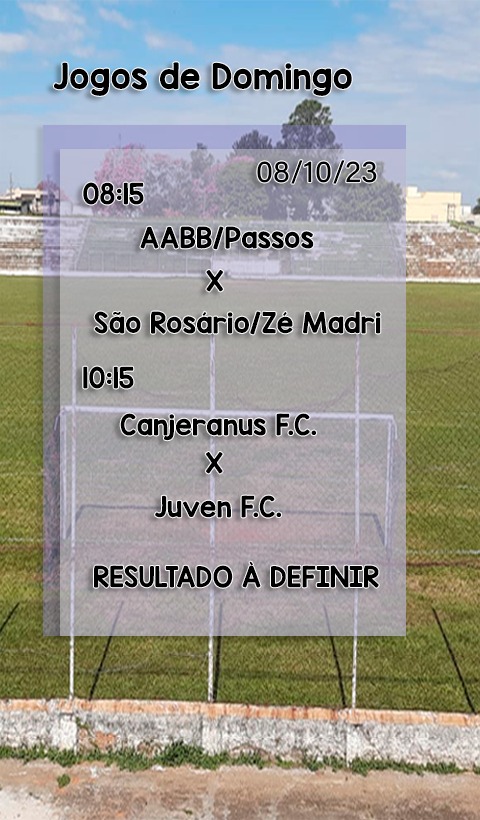 Jogos de Domingo
08/10/23
08:15
AABB/Passos
X
São Rosário/Zé Madri
10:15
Canjeranus F.C.
X
Juven F.C.
RESULTADO À DEFINIR